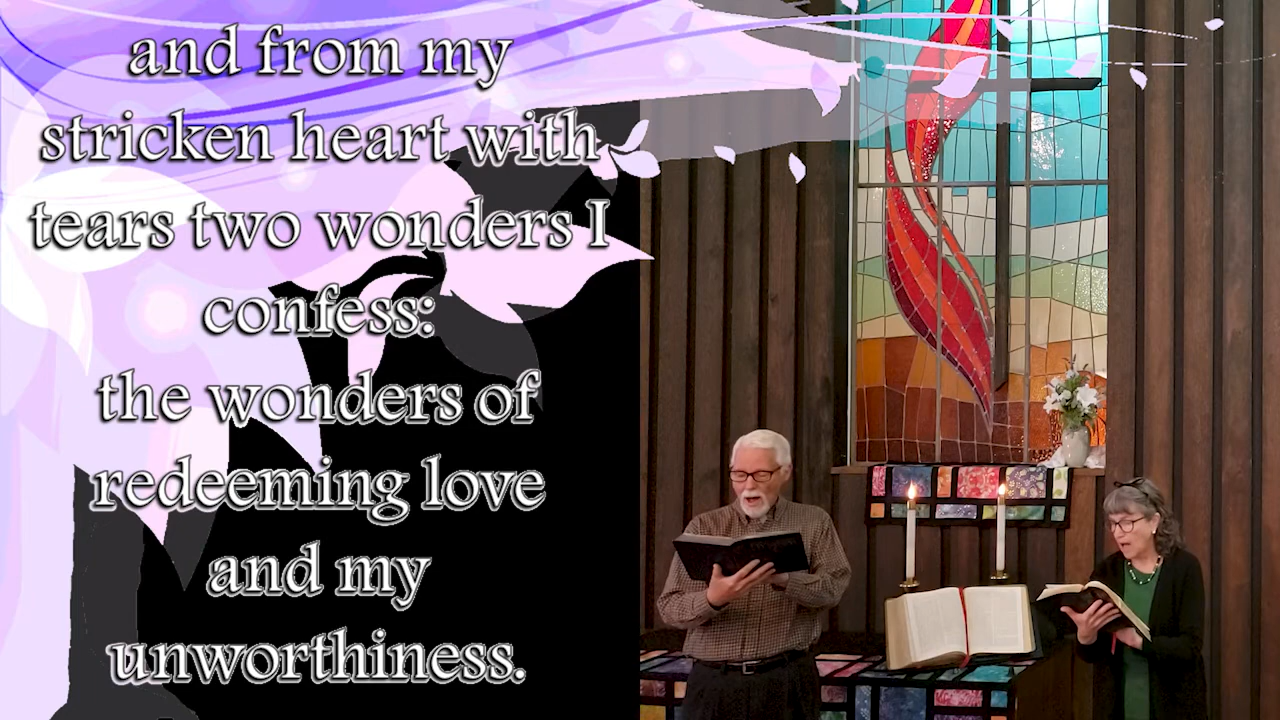 and from my
stricken heart with
tears two wonders I
confess:
the wonders of
redeeming love
and my
unworthiness.